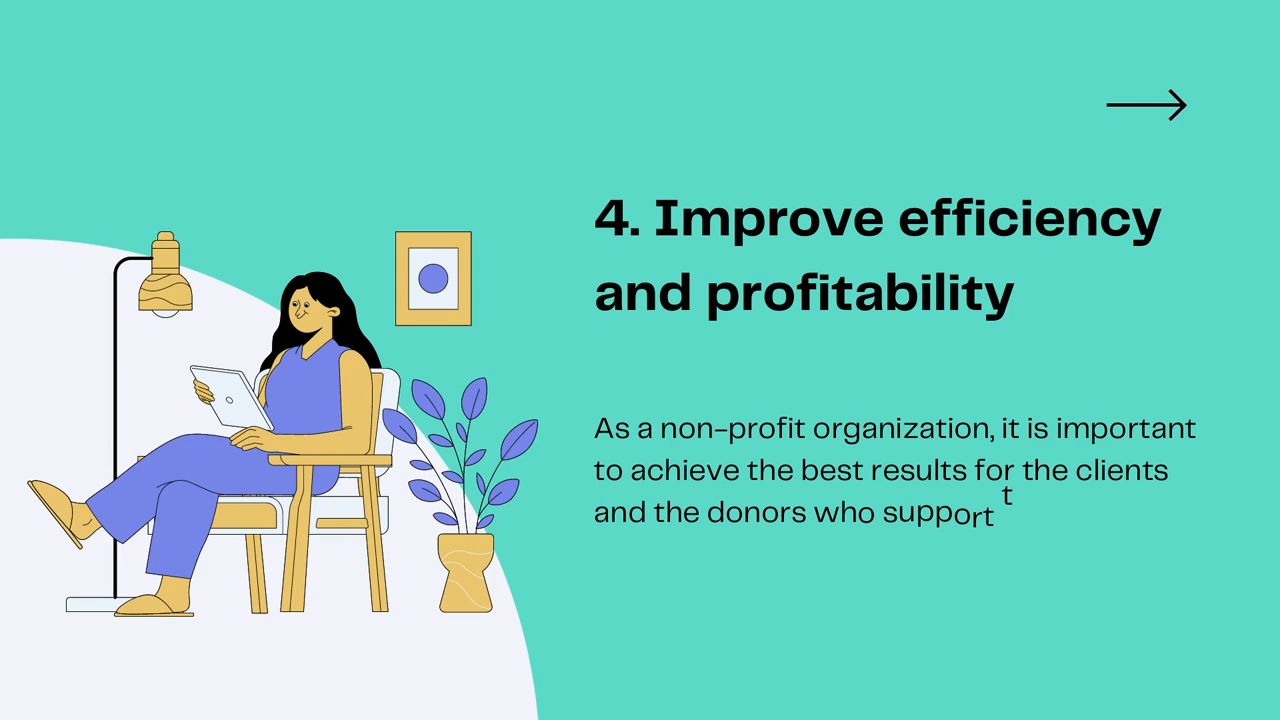 4. Improve efficiency
and profitability
As a non-profit organization, it is important
to achieve the best results for the clients
and the donors who support t